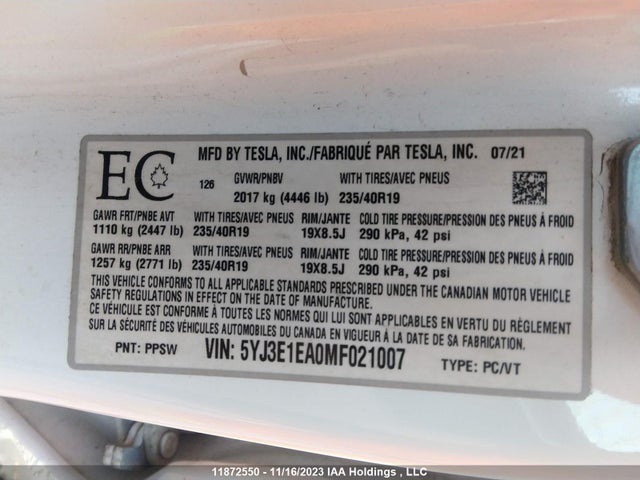 EC
MFD BY TESLA, INC./FABRIQUÉ PAR TESLA, INC. 07/21
126 GVWR/PNBV WITH TIRES/AVEC PNEUS
2017 kg (4446 lb) 235/40R19
GAWR FRT/PNBE AVT WITH TIRES/AVEC PNEUS RIM/JANTE COLD TIRE PRESSURE/PRESSION DES PNEUS À FROID
1110 kg (2447 lb) 235/40R19 19X8.5J 290 kPa, 42 psi
GAWR RR/PNBE ARR WITH TIRES/AVEC PNEUS RIM/JANTE COLD TIRE PRESSURE/PRESSION DES PNEUS À FROID
1257 kg (2771 lb) 235/40R19 19X8.5J 290 kPa, 42 psi
THIS VEHICLE CONFORMS TO ALL APPLICABLE STANDARDS PRESCRIBED UNDER THE CANADIAN MOTOR VEHICLE
SAFETY REGULATIONS IN EFFECT ON THE DATE OF MANUFACTURE.
CE VÉHICULE EST CONFORME À TOUTES LES NORMES QUI LUI SONT APPLICABLES EN VERTU DU RÈGLEMENT
SUR LA SÉCURITÉ DES VÉHICULES AUTOMOBILES DU CANADA EN VIGUEUR À LA DATE DE SA FABRICATION.
PNT: PPSW VIN: 5YJ3E1EA0MF021007 TYPE: PC/VT
11872550 - 11/16/2023 IAA Holdings , LLC